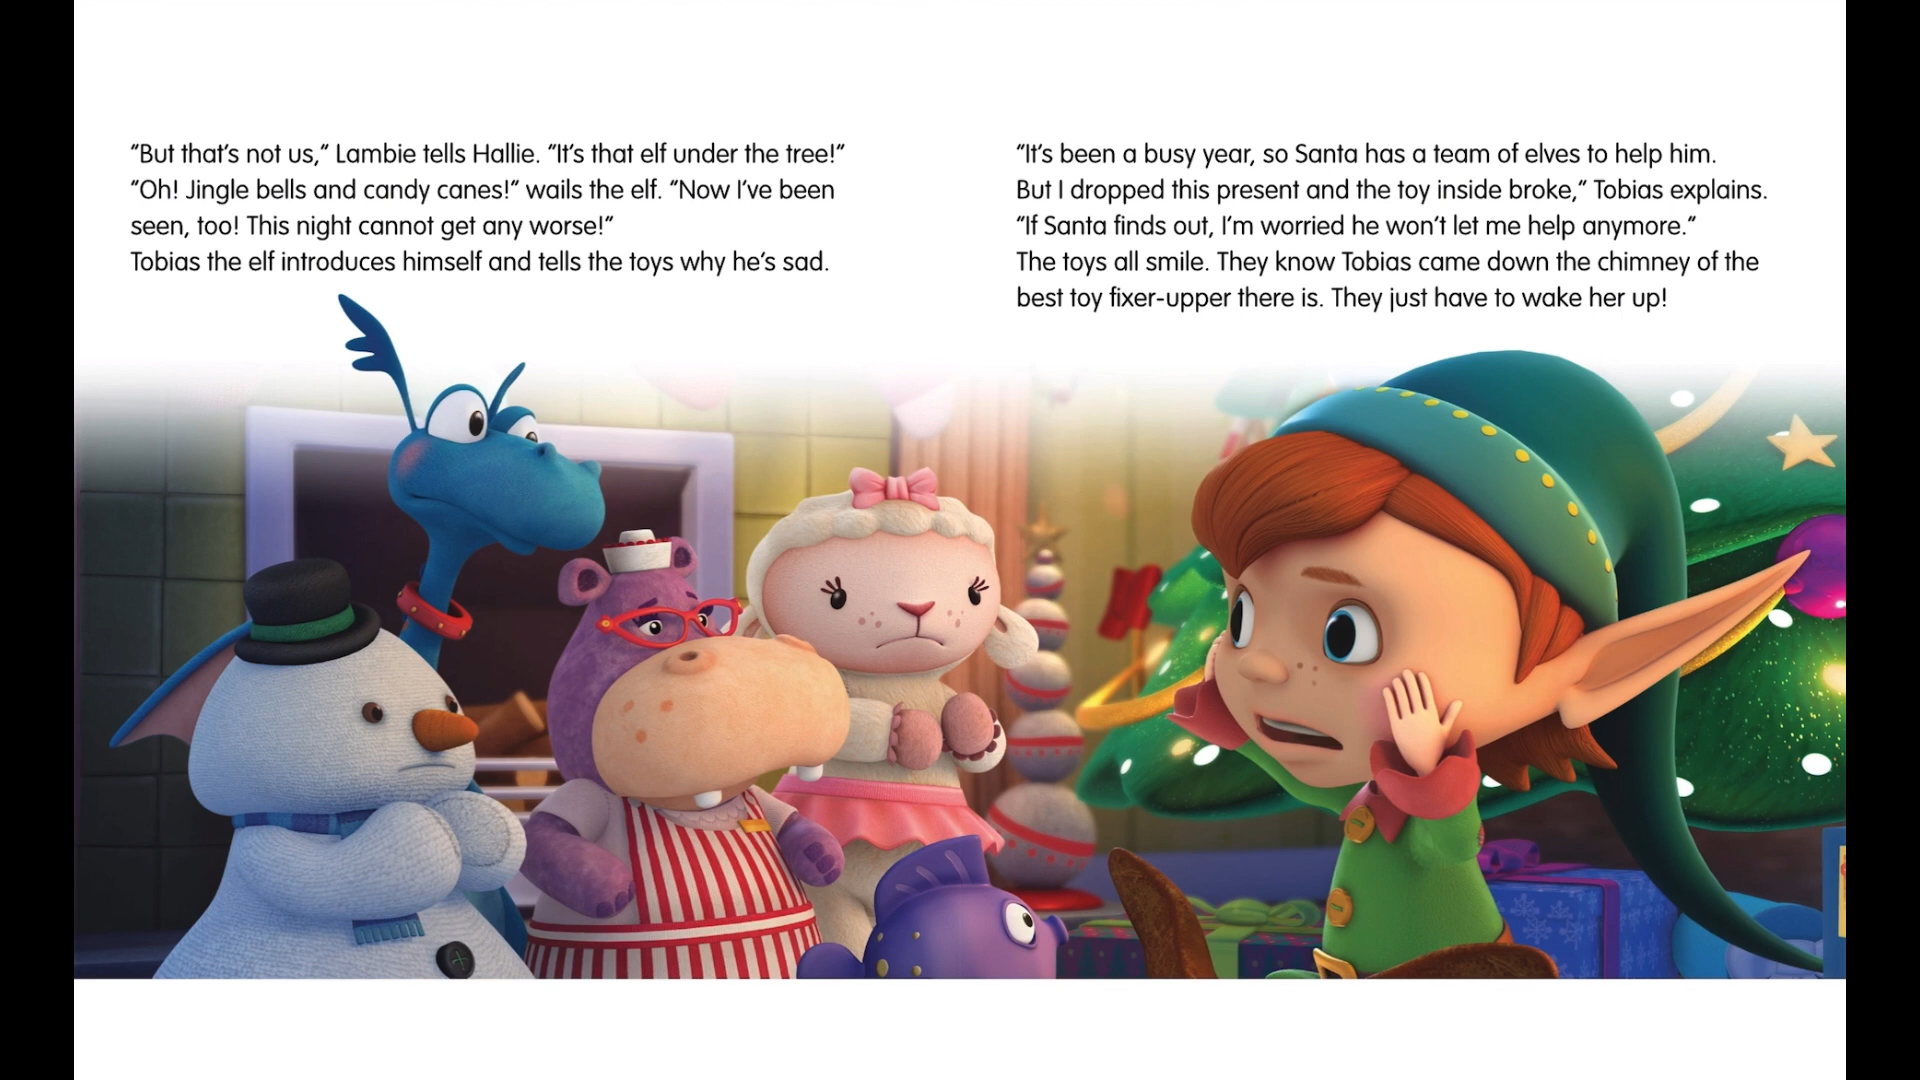 “But that’s not us,” Lambie tells Hallie. “It’s that elf under the tree!”
“Oh! Jingle bells and candy canes!” wails the elf. “Now I’ve been
seen, too! This night cannot get any worse!”
Tobias the elf introduces himself and tells the toys why he’s sad.
“It’s been a busy year, so Santa has a team of elves to help him.
But I dropped this present and the toy inside broke,” Tobias explains.
“If Santa finds out, I’m worried he won’t let me help anymore.”
The toys all smile. They know Tobias came down the chimney of the
best toy fixer-upper there is. They just have to wake her up!